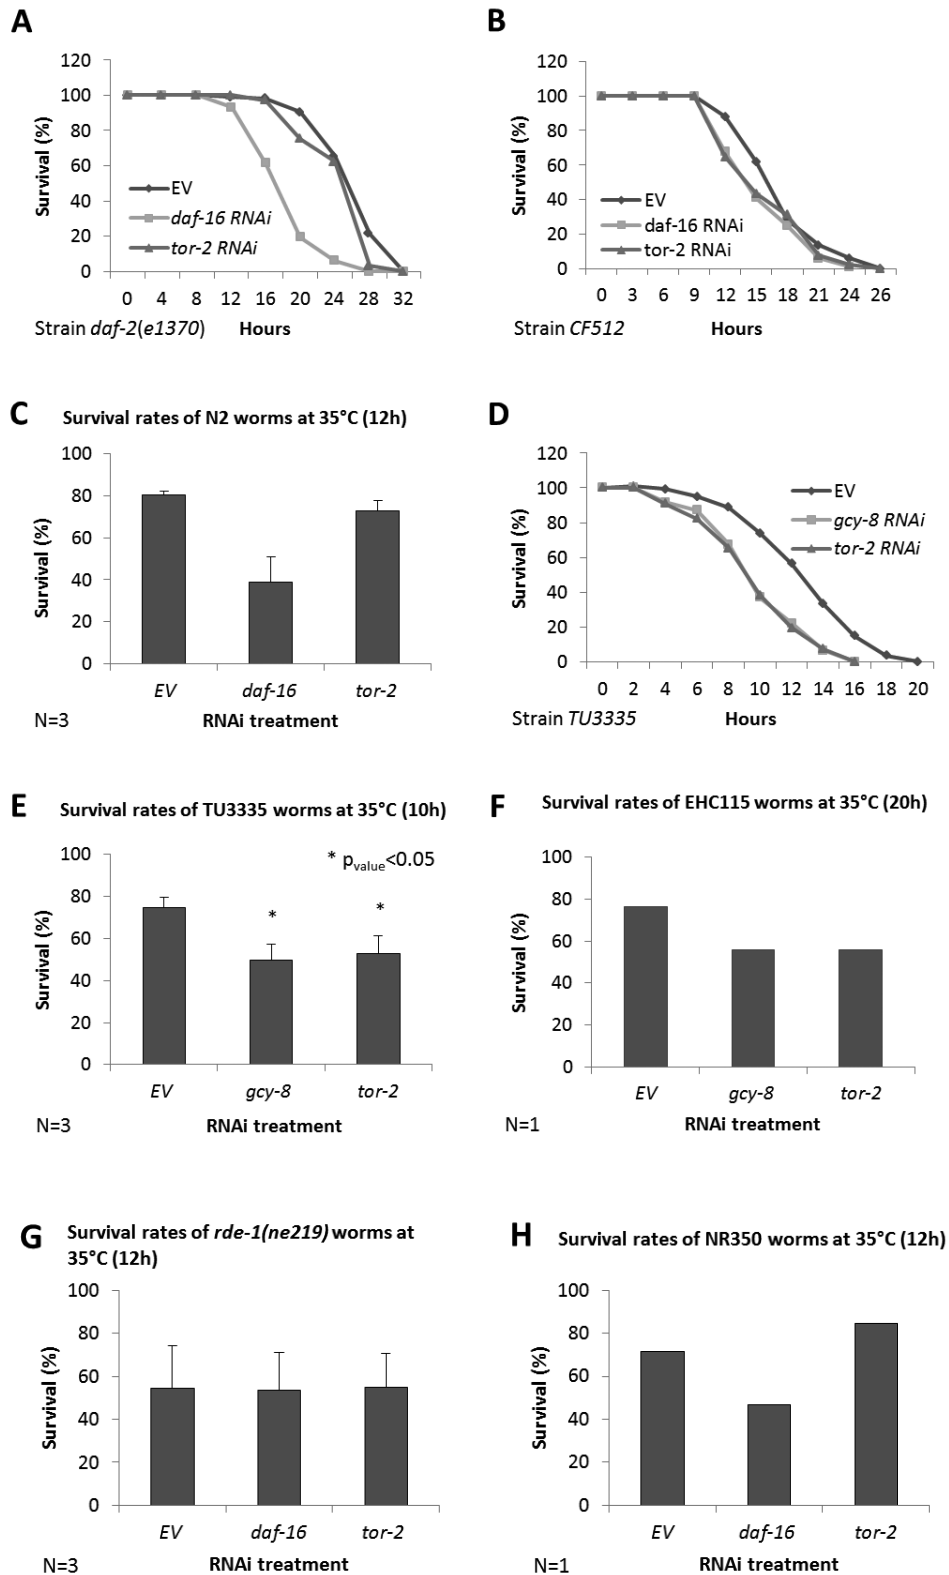 A
120
100
80
60
40
20
0
Survival (%)
EV
daf-16 RNAi
tor-2 RNAi
0 4 8 12 16 20 24 28 32
Strain daf-2(e1370) Hours
B
120
100
80
60
40
20
0
Survival (%)
EV
daf-16 RNAi
tor-2 RNAi
0 3 6 9 12 15 18 21 24 26
Strain CF512 Hours
C
Survival rates of N2 worms at 35°C (12h)
100
80
60
40
20
0
Survival (%)
EV daf-16 tor-2
N=3 RNAi treatment
D
120
100
80
60
40
20
0
Survival (%)
EV
gcy-8 RNAi
tor-2 RNAi
0 2 4 6 8 10 12 14 16 18 20
Strain TU3335 Hours
E
Survival rates of TU3335 worms at 35°C (10h)
100
80
60
40
20
0
Survival (%)
* pvalue<0.05
* *
EV gcy-8 tor-2
N=3 RNAi treatment
F
Survival rates of EHC115 worms at 35°C (20h)
100
80
60
40
20
0
Survival (%)
EV gcy-8 tor-2
N=1 RNAi treatment
G
Survival rates of rde-1(ne219) worms at
35°C (12h)
100
80
60
40
20
0
Survival (%)
EV daf-16 tor-2
N=3 RNAi treatment
H
Survival rates of NR350 worms at 35°C (12h)
100
80
60
40
20
0
Survival (%)
EV daf-16 tor-2
N=1 RNAi treatment